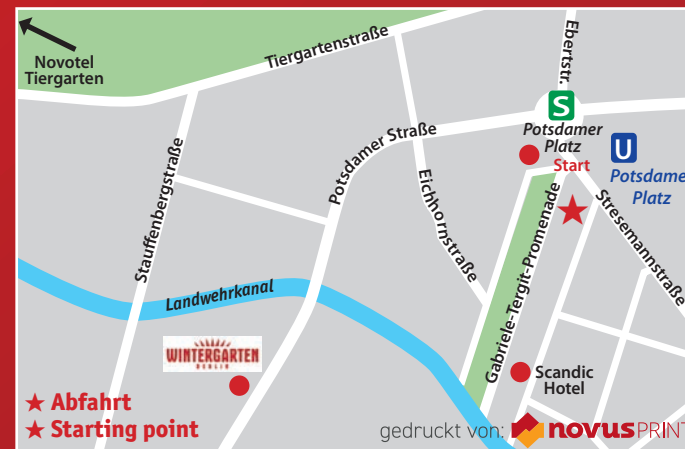 Novotel
Tiergarten
Tiergartenstraße
Ebertstr.
S
Potsdamer
Platz
U
Potsdame
Platz
Start
Potsdamer Straße
Stauffenbergstraße
Eichhornstraße
Gabriele-Tergit-Promenade
Stresemannstraße
Landwehrkanal
WINTERGARTEN
BERLIN
Scandic
Hotel
★ Abfahrt
★ Starting point
gedruckt von: novusPRINT